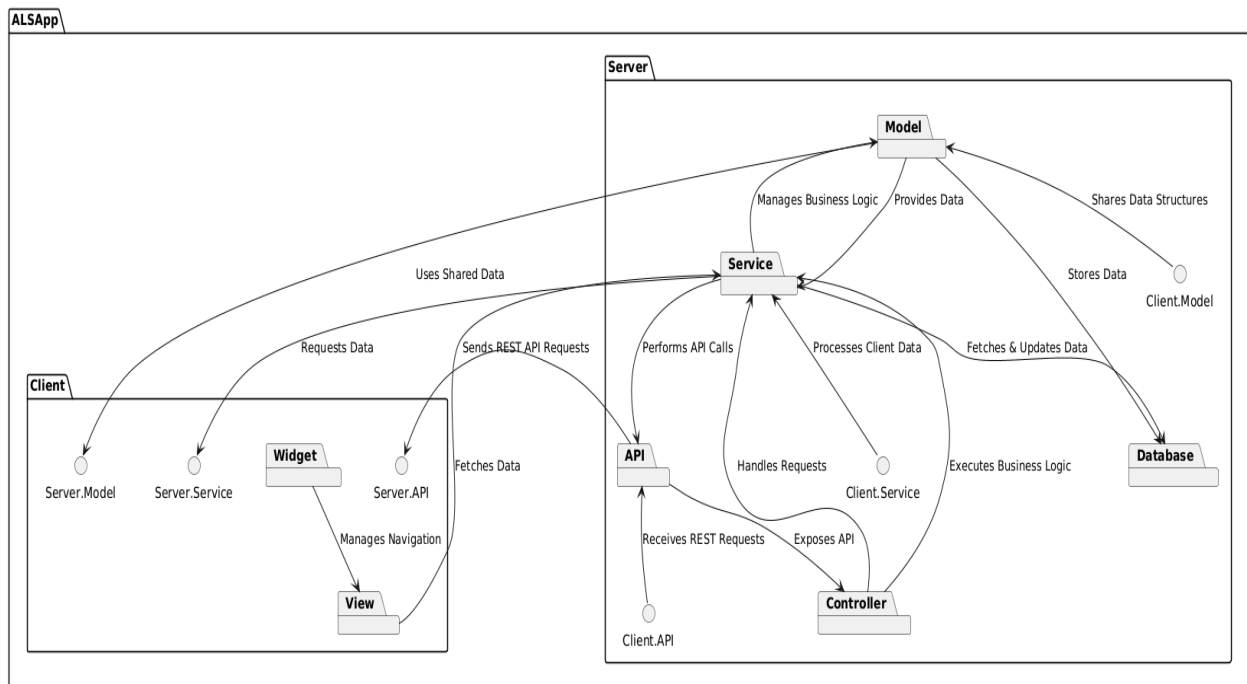 ALSApp
Server
Model
Manages Business Logic
Provides Data
Shares Data Structures
Service
Uses Shared Data
Stores Data
Client.Model
Requests Data
Sends REST API Requests
Performs API Calls
Processes Client Data
Fetches & Updates Data
Client
Widget
API
Database
Server.Model
Server.Service
Server.API
Fetches Data
Handles Requests
Client.Service
Executes Business Logic
Manages Navigation
Receives REST Requests
Exposes API
View
Controller
Client.API